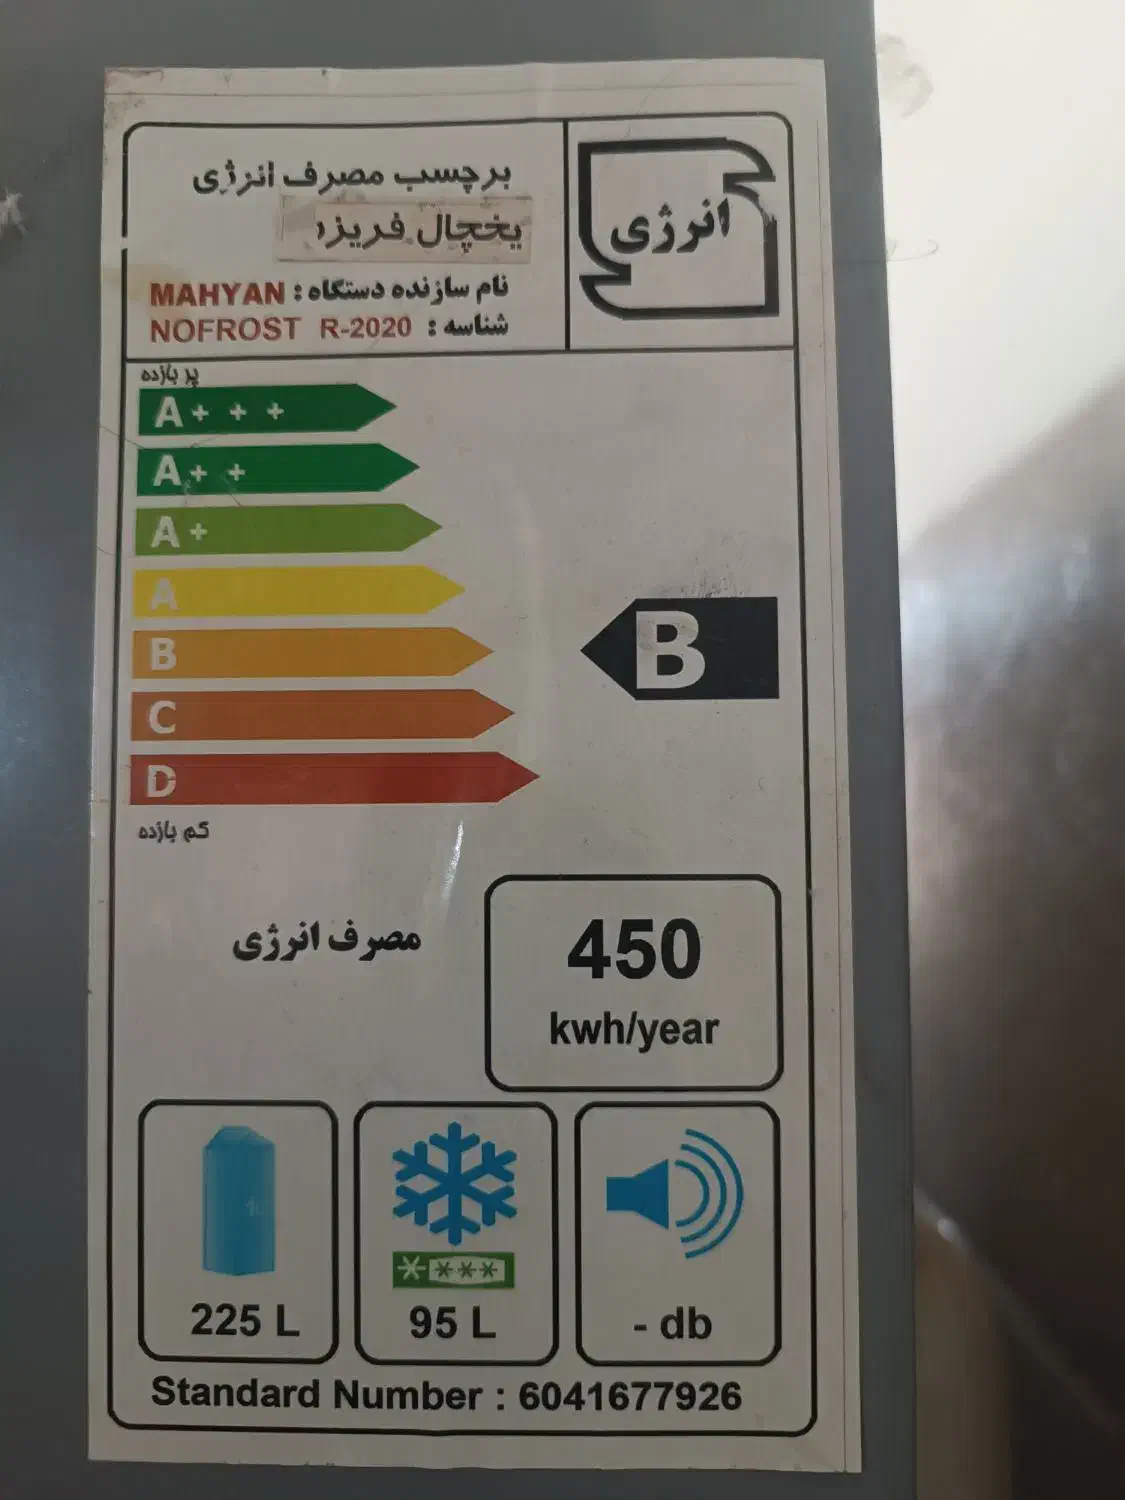 برچسب مصرف انرژی
انرژی
یخچال فریزر
نام سازنده دستگاه : MAHYAN
شناسه : NOFROST R-2020
پر بازده
A+ + +
A+ +
A+
A
B
B
C
D
کم بازده
مصرف انرژی
450
kwh/year
225 L
95 L
- db
Standard Number : 6041677926